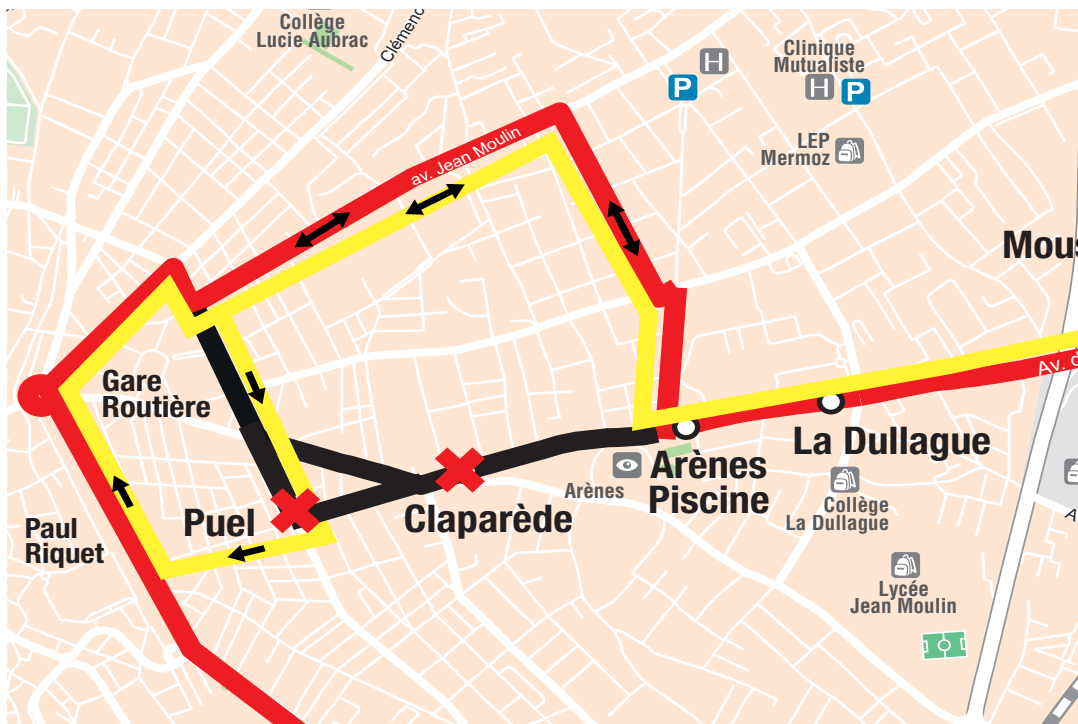 Collège
Lucie Aubrac
Clémenc
H
P
Clinique
Mutualiste
H
P
LEP
Mermoz
av. Jean Moulin
Mous
Av. d
Gare
Routière
La Dullague
Arènes
Piscine
Arènes
Claparède
Puel
Paul
Riquet
Collège
La Dullague
A
Lycée
Jean Moulin